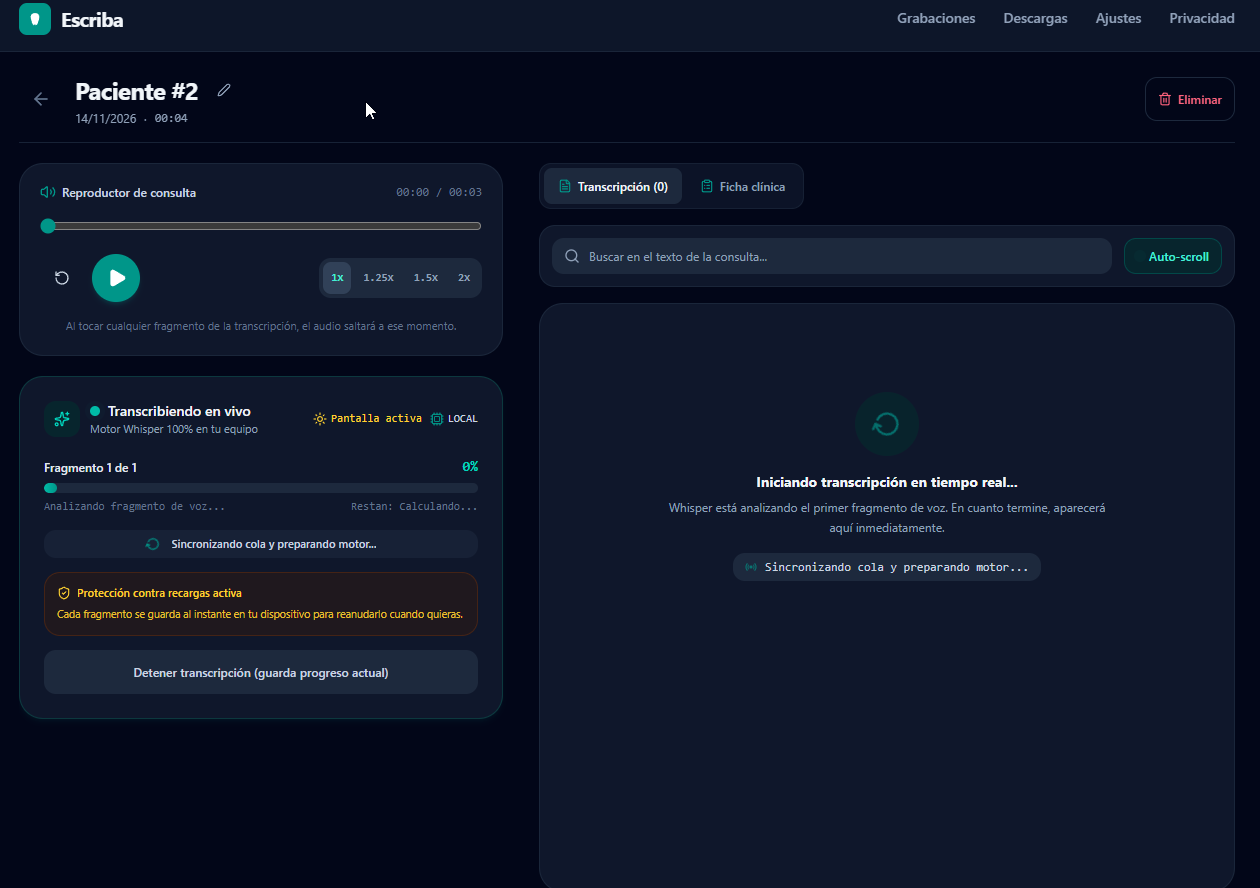 Escriba
Grabaciones
Descargas
Ajustes
Privacidad
Paciente #2
14/11/2026 · 00:04
Eliminar
Reproductor de consulta
00:00 / 00:03
1x
1.25x
1.5x
2x
Al tocar cualquier fragmento de la transcripción, el audio saltará a ese momento.
Transcribiendo en vivo
Motor Whisper 100% en tu equipo
Pantalla activa
LOCAL
Fragmento 1 de 1
0%
Analizando fragmento de voz...
Restan: Calculando...
Sincronizando cola y preparando motor...
Protección contra recargas activa
Cada fragmento se guarda al instante en tu dispositivo para reanudarlo cuando quieras.
Detener transcripción (guarda progreso actual)
Transcripción (0)
Ficha clínica
Buscar en el texto de la consulta...
Auto-scroll
Iniciando transcripción en tiempo real...
Whisper está analizando el primer fragmento de voz. En cuanto termine, aparecerá
aquí inmediatamente.
Sincronizando cola y preparando motor...